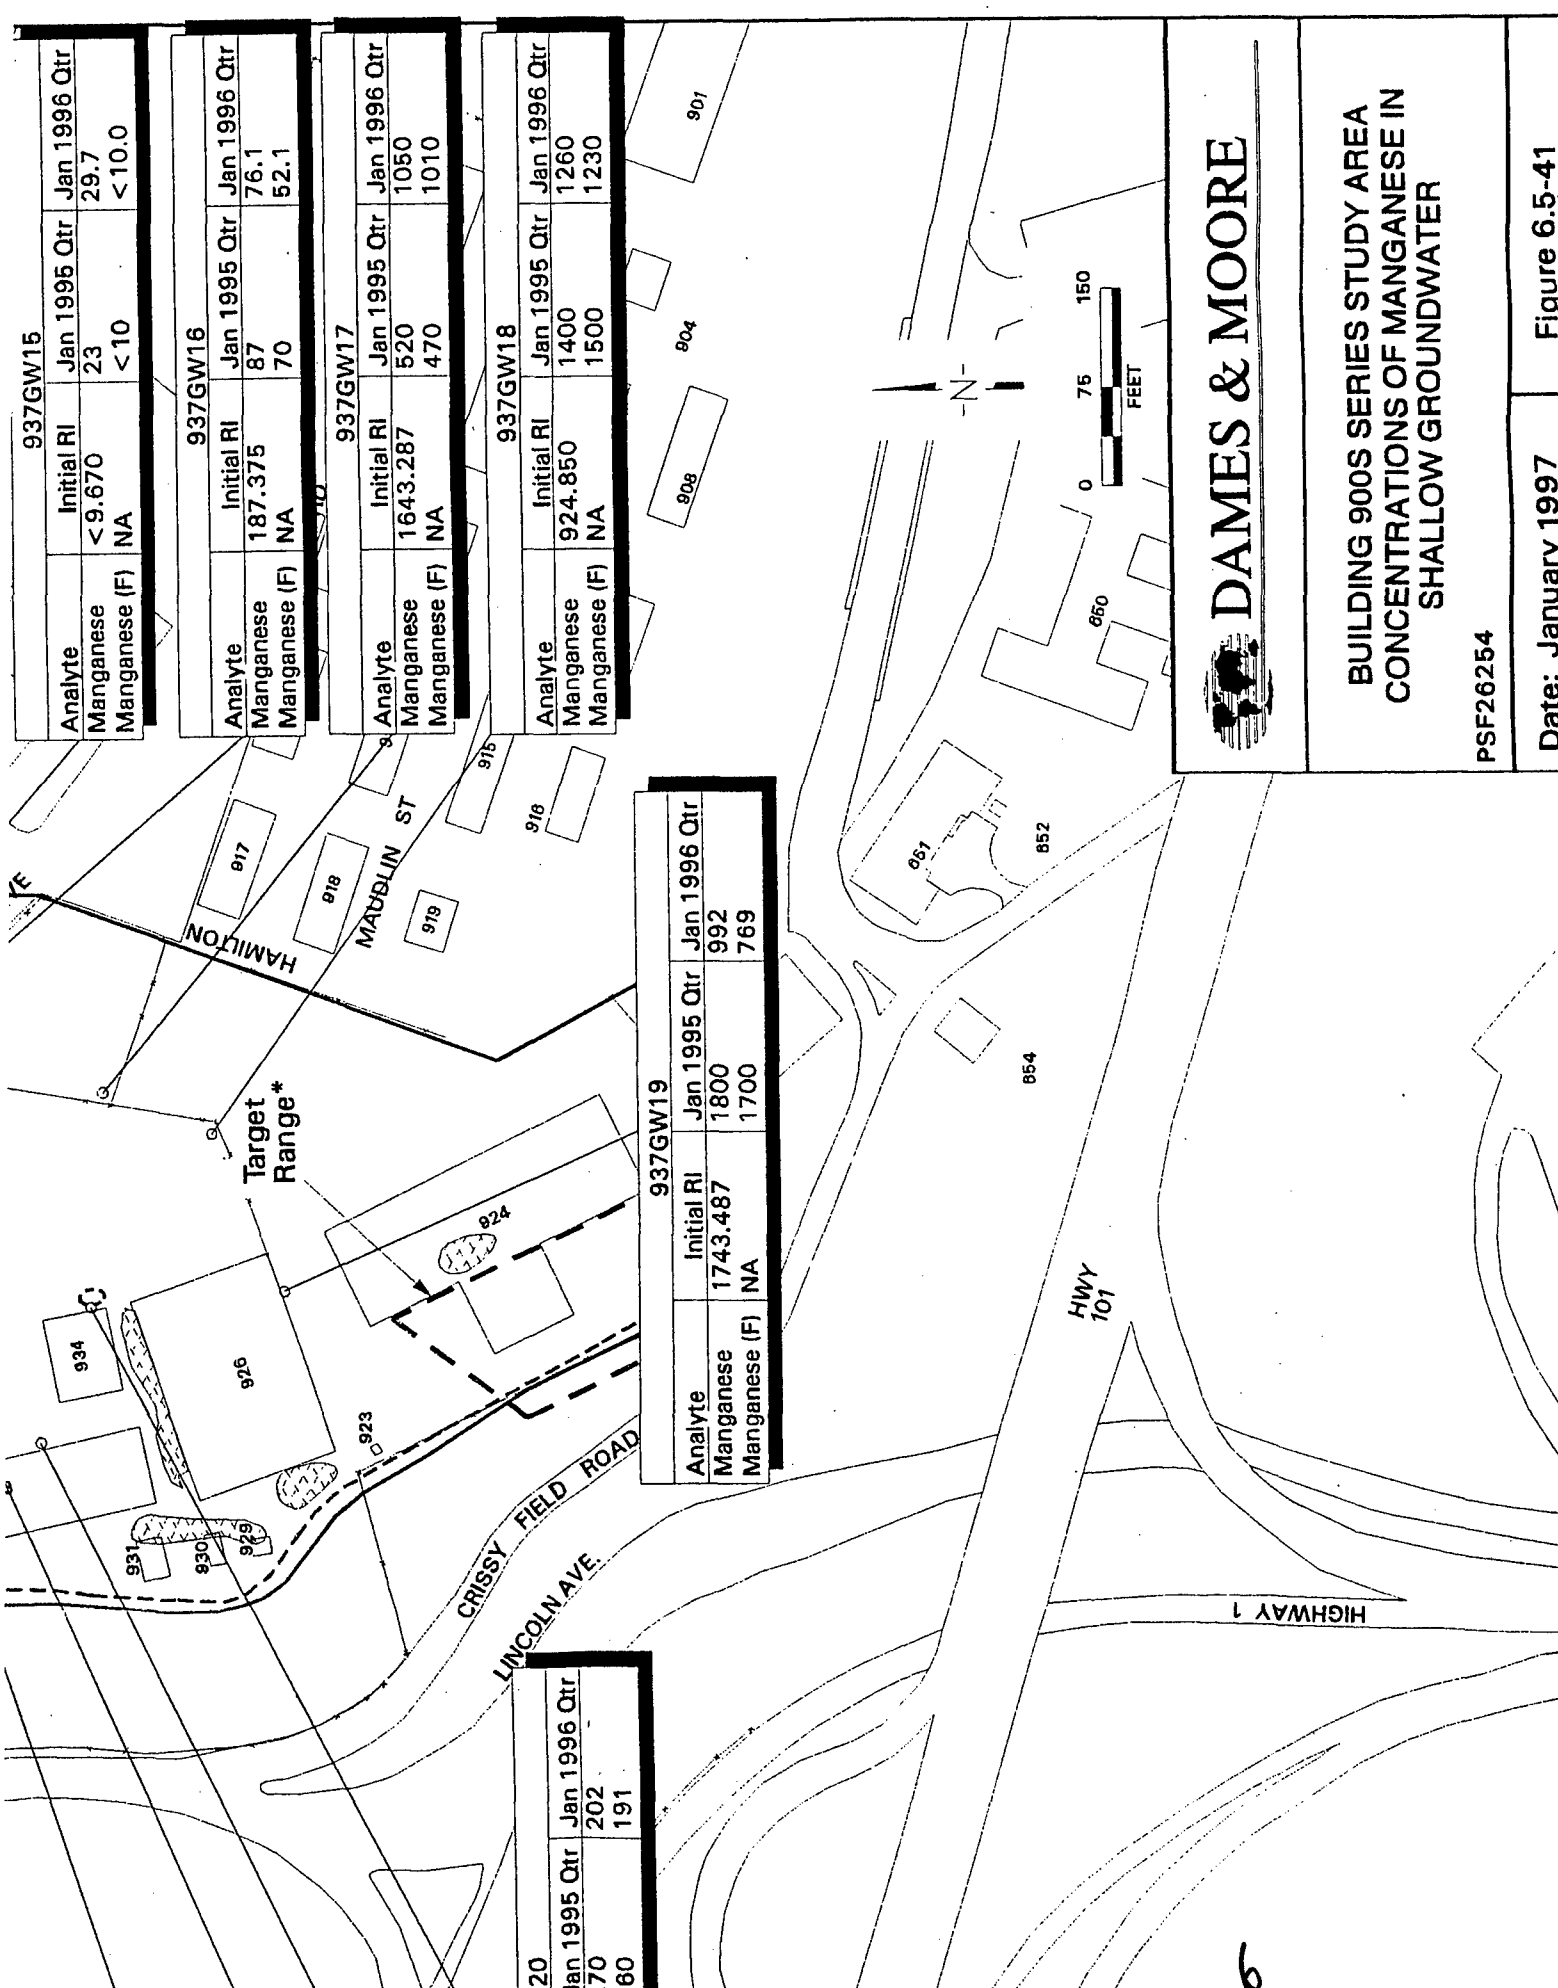 937GW15
Analyte Initial RI Jan 1995 Qtr Jan 1996 Qtr
Manganese <9.670 23 29.7
Manganese (F) NA <10 <10.0
937GW16
Analyte Initial RI Jan 1995 Qtr Jan 1996 Qtr
Manganese 187.375 87 76.1
Manganese (F) NA 70 52.1
937GW17
Analyte Initial RI Jan 1995 Qtr Jan 1996 Qtr
Manganese 1643.287 520 1050
Manganese (F) NA 470 1010
937GW18
Analyte Initial RI Jan 1995 Qtr Jan 1996 Qtr
Manganese 924.850 1400 1260
Manganese (F) NA 1500 1230
937GW19
Analyte Initial RI Jan 1995 Qtr Jan 1996 Qtr
Manganese 1743.487 1800 992
Manganese (F) NA 1700 769
20
Jan 1995 Qtr Jan 1996 Qtr
70 202
60 191
934
926
931
930
929
923
924
Target
Range*
HAMILTON
MAUDLIN ST
917
918
919
915
916
901
904
908
CRISSY FIELD ROAD
LINCOLN AVE.
HWY
101
HIGHWAY 1
651
652
654
650
-N-
0 75 150
FEET
DAMES & MOORE
BUILDING 900S SERIES STUDY AREA
CONCENTRATIONS OF MANGANESE IN
SHALLOW GROUNDWATER
PSF26254
Date: January 1997 Figure 6.5-41